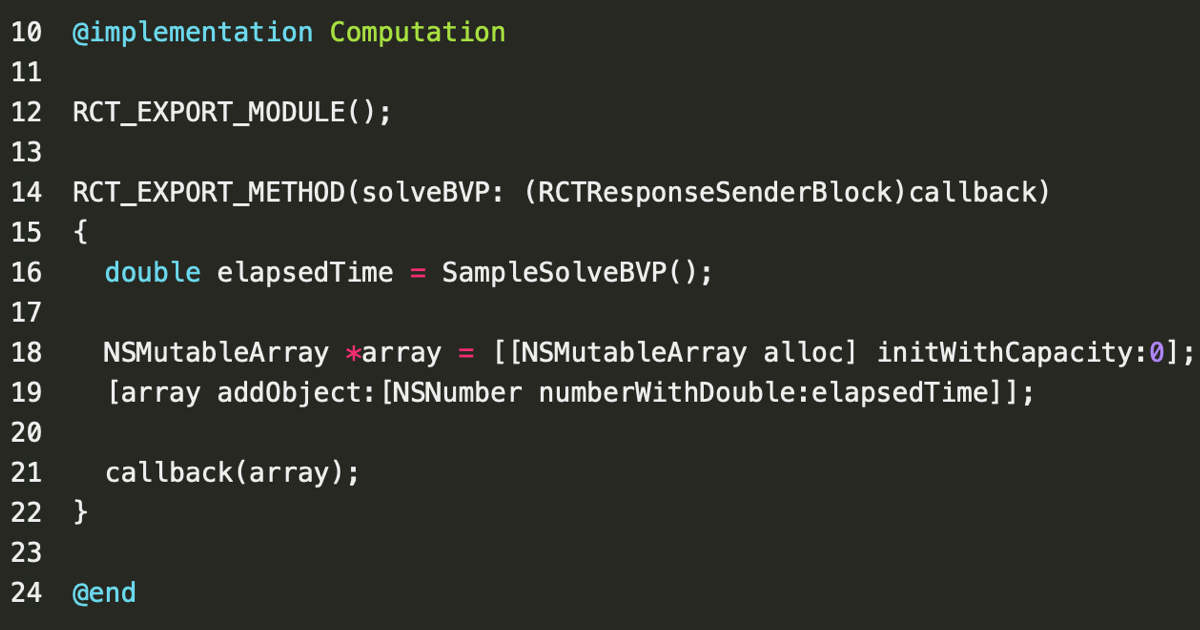 10 @implementation Computation
11
12 RCT_EXPORT_MODULE();
13
14 RCT_EXPORT_METHOD(solveBVP: (RCTResponseSenderBlock)callback)
15 {
16   double elapsedTime = SampleSolveBVP();
17
18   NSMutableArray *array = [[NSMutableArray alloc] initWithCapacity:0];
19   [array addObject:[NSNumber numberWithDouble:elapsedTime]];
20
21   callback(array);
22 }
23
24 @end